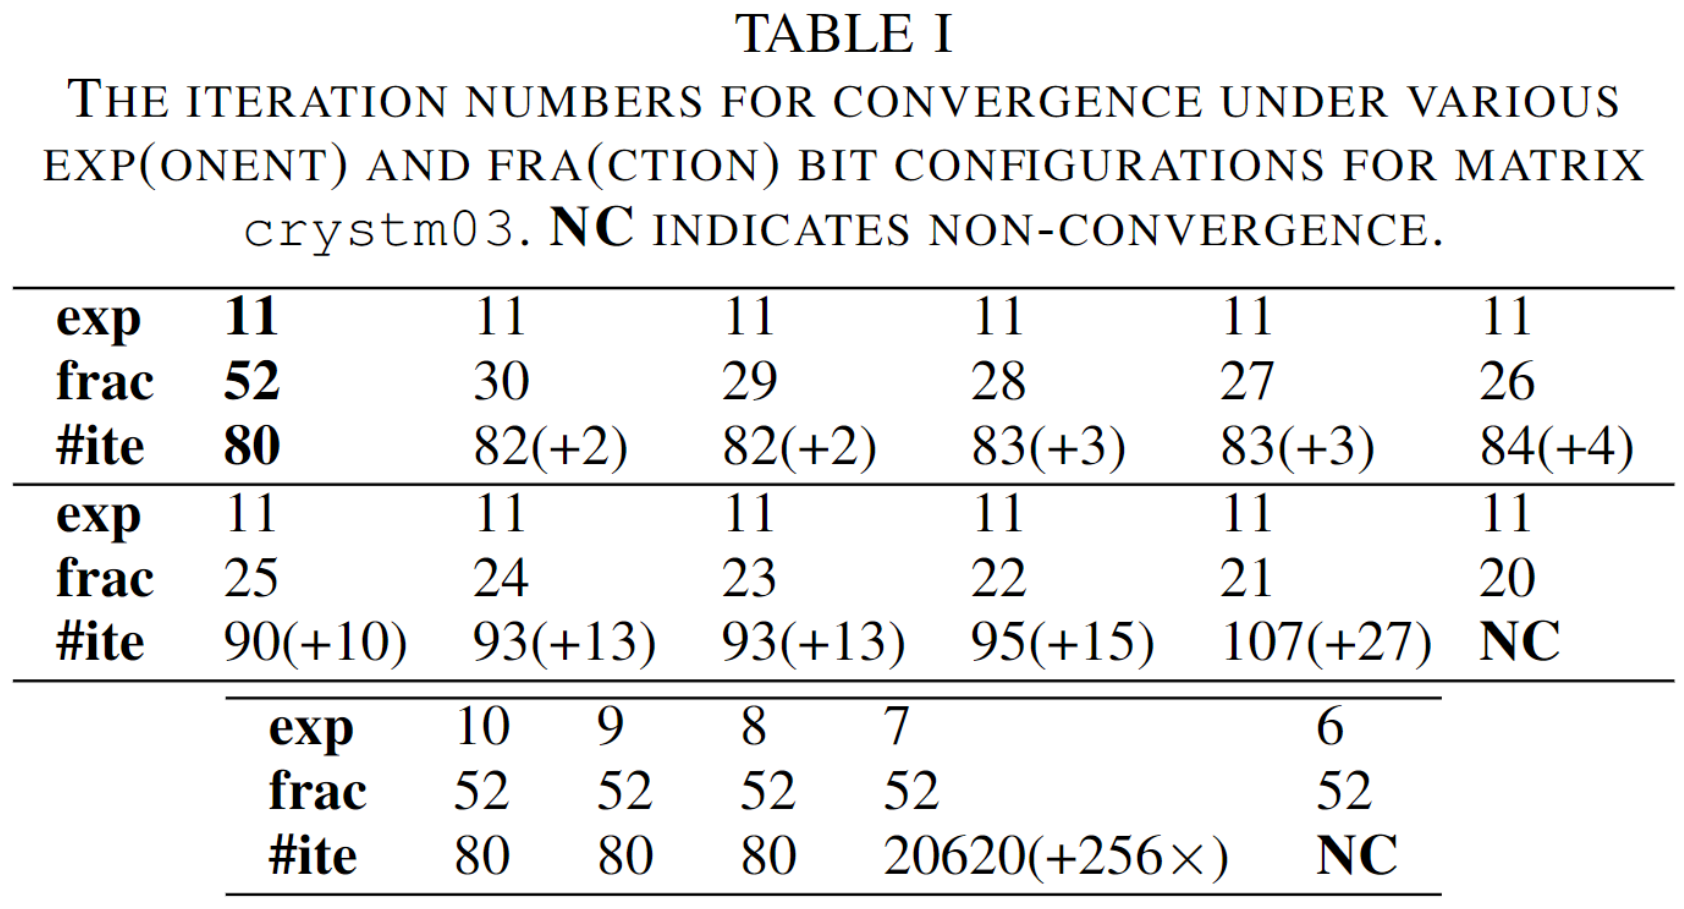 TABLE I
THE ITERATION NUMBERS FOR CONVERGENCE UNDER VARIOUS
EXP(ONENT) AND FRA(CTION) BIT CONFIGURATIONS FOR MATRIX
crystm03. NC INDICATES NON-CONVERGENCE.
exp 11 11 11 11 11 11
frac 52 30 29 28 27 26
#ite 80 82(+2) 82(+2) 83(+3) 83(+3) 84(+4)
exp 11 11 11 11 11 11
frac 25 24 23 22 21 20
#ite 90(+10) 93(+13) 93(+13) 95(+15) 107(+27) NC
exp 10 9 8 7 6
frac 52 52 52 52 52
#ite 80 80 80 20620(+256×) NC